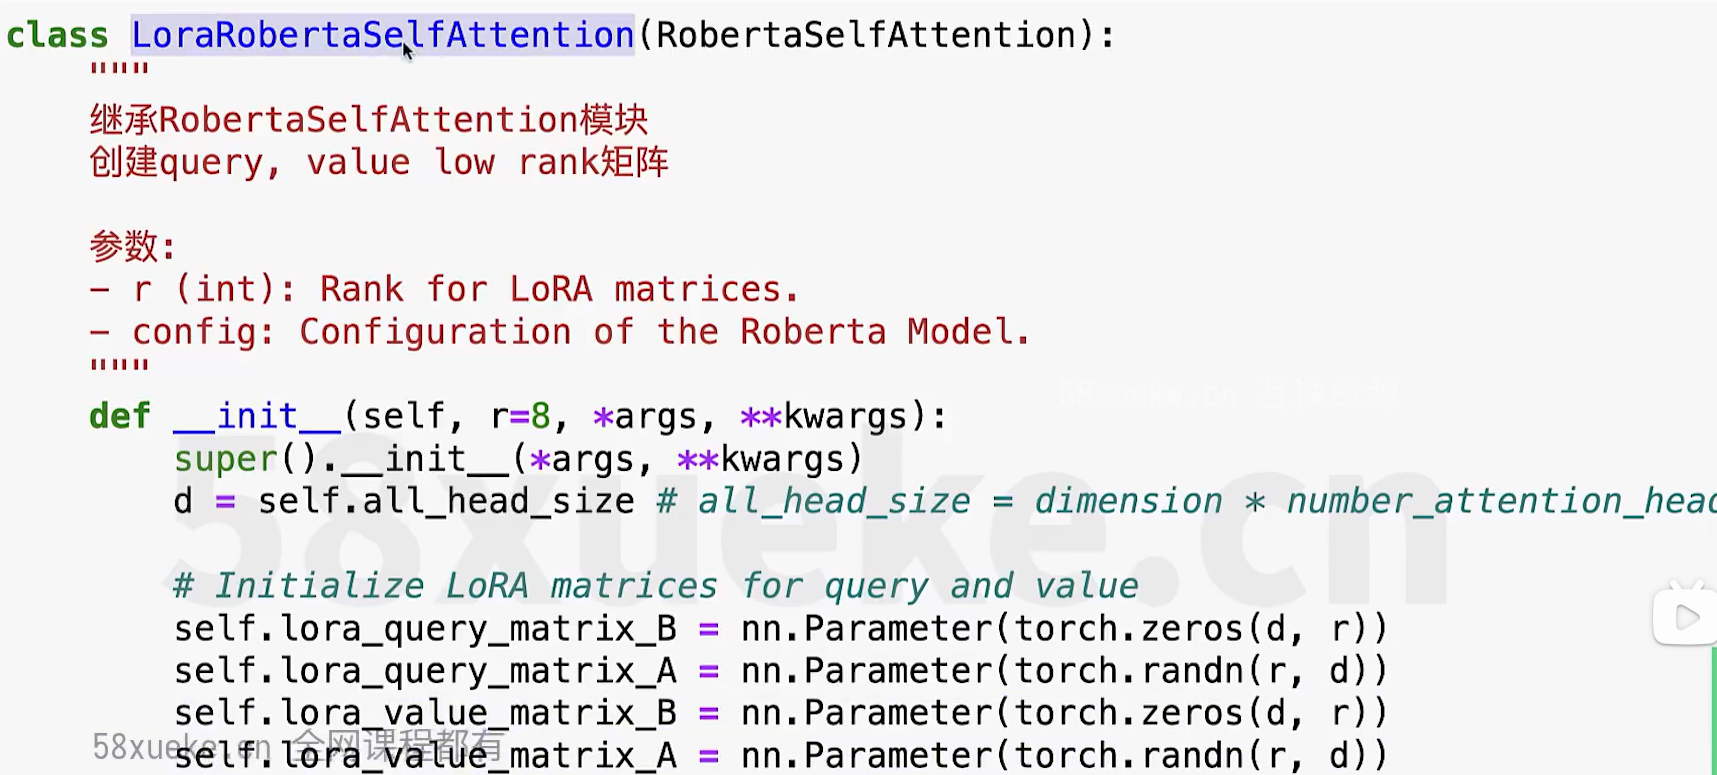 class LoraRobertaSelfAttention(RobertaSelfAttention):
"""
继承RobertaSelfAttention模块
创建query, value low rank矩阵
参数:
– r (int): Rank for LoRA matrices.
– config: Configuration of the Roberta Model.
"""
58xueke.cn
def __init__(self, r=8, *args, **kwargs):
super().__init__(*args, **kwargs)
d = self.all_head_size # all_head_size = dimension * number_attention_head
58xueke.cn
# Initialize LoRA matrices for query and value
self.lora_query_matrix_B = nn.Parameter(torch.zeros(d, r))
self.lora_query_matrix_A = nn.Parameter(torch.randn(r, d))
self.lora_value_matrix_B = nn.Parameter(torch.zeros(d, r))
58xueke.cn 全网课程都有
self.lora_value_matrix_A = nn.Parameter(torch.randn(r, d))